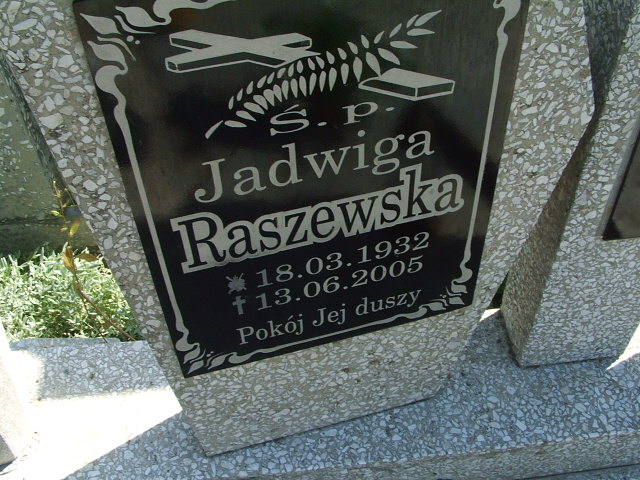 Ś. p.
Jadwiga
Raszewska
18.03.1932
13.06.2005
Pokój Jej duszy